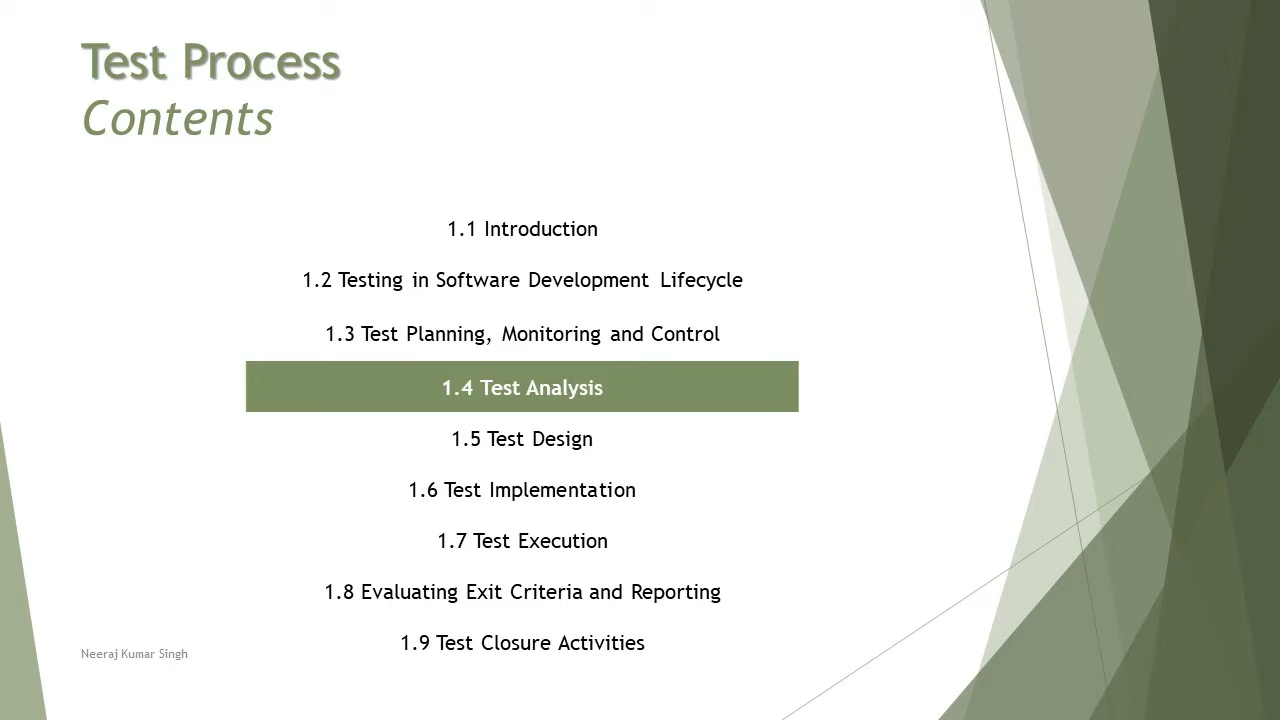 Test Process
Contents
1.1 Introduction
1.2 Testing in Software Development Lifecycle
1.3 Test Planning, Monitoring and Control
1.4 Test Analysis
1.5 Test Design
1.6 Test Implementation
1.7 Test Execution
1.8 Evaluating Exit Criteria and Reporting
1.9 Test Closure Activities
Neeraj Kumar Singh